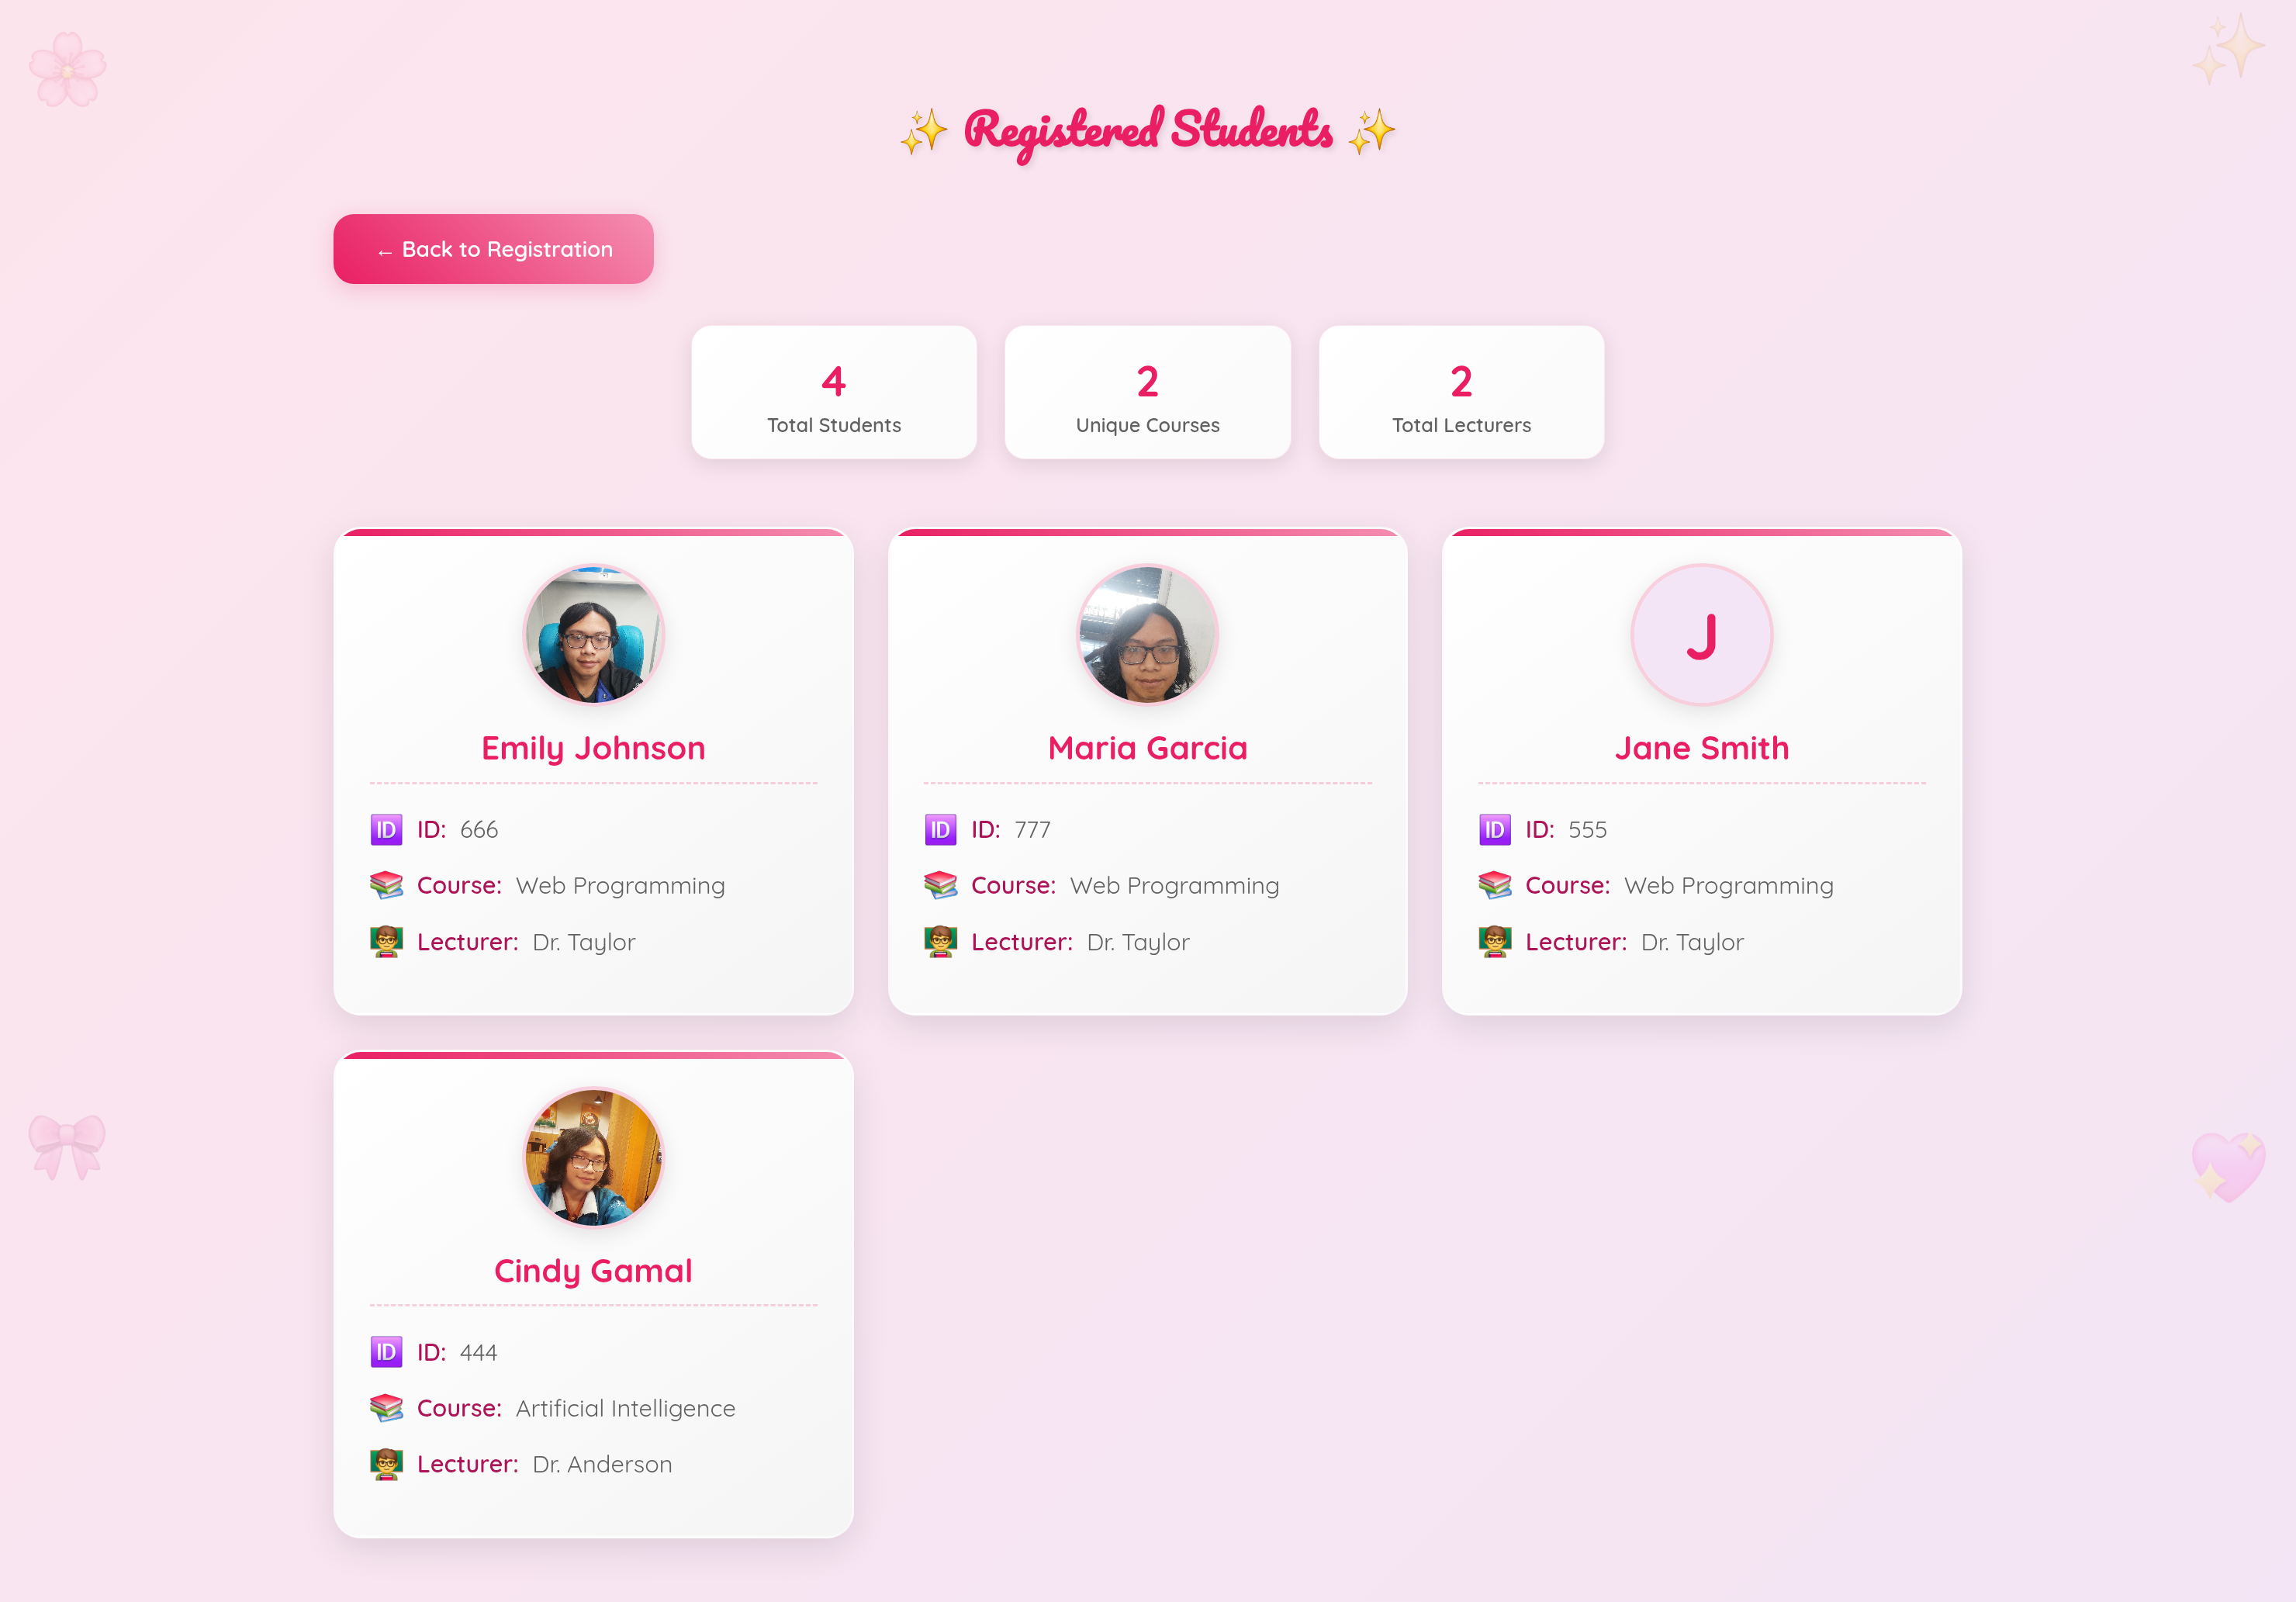 ✨ Registered Students ✨
← Back to Registration
4
Total Students
2
Unique Courses
2
Total Lecturers
J
Emily Johnson
🆔 ID: 666
📚 Course: Web Programming
👨‍🏫 Lecturer: Dr. Taylor
Maria Garcia
🆔 ID: 777
📚 Course: Web Programming
👨‍🏫 Lecturer: Dr. Taylor
Jane Smith
🆔 ID: 555
📚 Course: Web Programming
👨‍🏫 Lecturer: Dr. Taylor
Cindy Gamal
🆔 ID: 444
📚 Course: Artificial Intelligence
👨‍🏫 Lecturer: Dr. Anderson